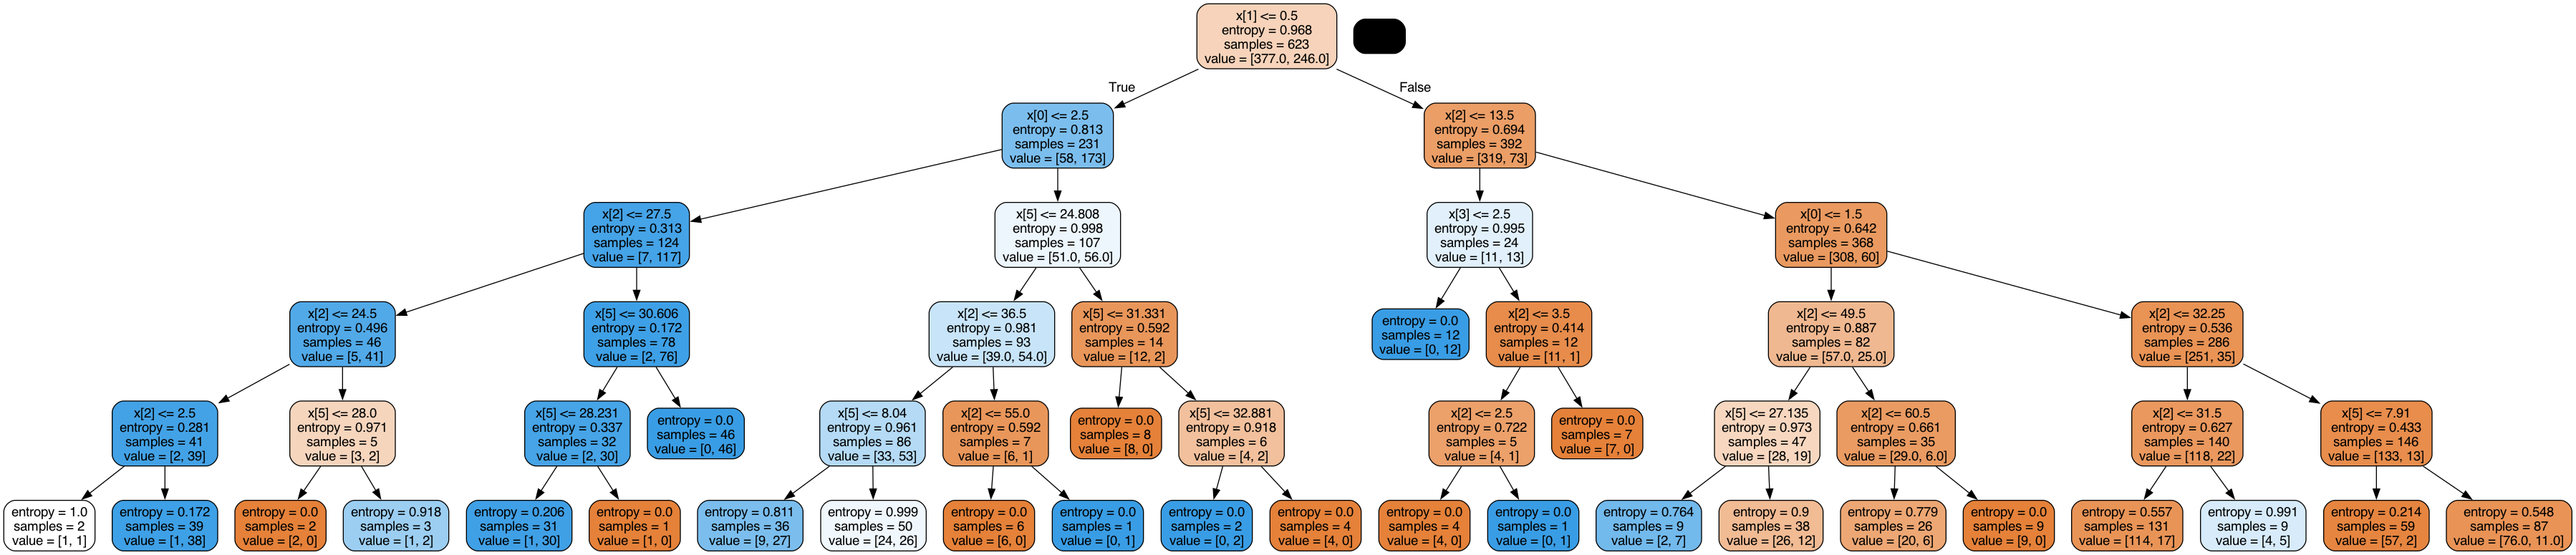 x[1] <= 0.5
entropy = 0.968
samples = 623
value = [377.0, 246.0]
True
False
x[0] <= 2.5
entropy = 0.813
samples = 231
value = [58, 173]
x[2] <= 13.5
entropy = 0.694
samples = 392
value = [319, 73]
x[2] <= 27.5
entropy = 0.313
samples = 124
value = [7, 117]
x[5] <= 24.808
entropy = 0.998
samples = 107
value = [51.0, 56.0]
x[3] <= 2.5
entropy = 0.995
samples = 24
value = [11, 13]
x[0] <= 1.5
entropy = 0.642
samples = 368
value = [308, 60]
x[2] <= 24.5
entropy = 0.496
samples = 46
value = [5, 41]
x[5] <= 30.606
entropy = 0.172
samples = 78
value = [2, 76]
x[2] <= 36.5
entropy = 0.981
samples = 93
value = [39.0, 54.0]
x[5] <= 31.331
entropy = 0.592
samples = 14
value = [12, 2]
entropy = 0.0
samples = 12
value = [0, 12]
x[2] <= 3.5
entropy = 0.414
samples = 12
value = [11, 1]
x[2] <= 49.5
entropy = 0.887
samples = 82
value = [57.0, 25.0]
x[2] <= 32.25
entropy = 0.536
samples = 286
value = [251, 35]
x[2] <= 2.5
entropy = 0.281
samples = 41
value = [2, 39]
x[5] <= 28.0
entropy = 0.971
samples = 5
value = [3, 2]
x[5] <= 28.231
entropy = 0.337
samples = 32
value = [2, 30]
entropy = 0.0
samples = 46
value = [0, 46]
x[5] <= 8.04
entropy = 0.961
samples = 86
value = [33, 53]
x[2] <= 55.0
entropy = 0.592
samples = 7
value = [6, 1]
entropy = 0.0
samples = 8
value = [8, 0]
x[5] <= 32.881
entropy = 0.918
samples = 6
value = [4, 2]
x[2] <= 2.5
entropy = 0.722
samples = 5
value = [4, 1]
entropy = 0.0
samples = 7
value = [7, 0]
x[5] <= 27.135
entropy = 0.973
samples = 47
value = [28, 19]
x[2] <= 60.5
entropy = 0.661
samples = 35
value = [29.0, 6.0]
x[2] <= 31.5
entropy = 0.627
samples = 140
value = [118, 22]
x[5] <= 7.91
entropy = 0.433
samples = 146
value = [133, 13]
entropy = 1.0
samples = 2
value = [1, 1]
entropy = 0.172
samples = 39
value = [1, 38]
entropy = 0.0
samples = 2
value = [2, 0]
entropy = 0.918
samples = 3
value = [1, 2]
entropy = 0.206
samples = 31
value = [1, 30]
entropy = 0.0
samples = 1
value = [1, 0]
entropy = 0.811
samples = 36
value = [9, 27]
entropy = 0.999
samples = 50
value = [24, 26]
entropy = 0.0
samples = 6
value = [6, 0]
entropy = 0.0
samples = 1
value = [0, 1]
entropy = 0.0
samples = 2
value = [0, 2]
entropy = 0.0
samples = 4
value = [4, 0]
entropy = 0.0
samples = 4
value = [4, 0]
entropy = 0.0
samples = 1
value = [0, 1]
entropy = 0.764
samples = 9
value = [2, 7]
entropy = 0.9
samples = 38
value = [26, 12]
entropy = 0.779
samples = 26
value = [20, 6]
entropy = 0.0
samples = 9
value = [9, 0]
entropy = 0.557
samples = 131
value = [114, 17]
entropy = 0.991
samples = 9
value = [4, 5]
entropy = 0.214
samples = 59
value = [57, 2]
entropy = 0.548
samples = 87
value = [76.0, 11.0]